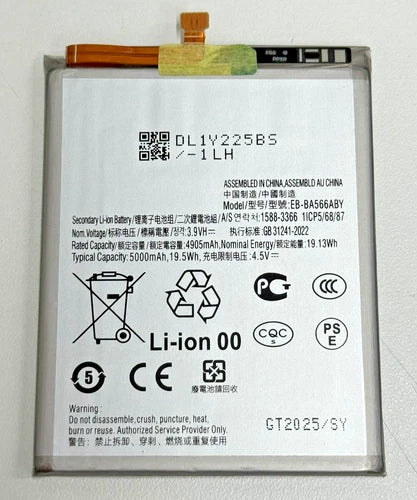 DL1Y225BS
/-1LH
ASSEMBLED IN CHINA,ASSEMBLD AU CHINA
中國製造/中國制造
Model/型號/型号:EB-BA566ABY
Secondary Li-ion Battery/锂离子电池/二次鋰電池組/A/S연락처:1588-3366 1ICP5/68/87
Nom.Voltage/标称电压/標稱電壓/정격:3.9VH 执行标准:GB 31241-2022
Rated Capacity/额定容量/額定容量:4905mAh,Nominal Energy/额定能量:19.13Wh
Typical Capacity:5000mAh,19.5Wh,充电限制电压:4.5V
Li-ion 00
PG
CCC
CQC
S
PS
E
5
CE
廢電池請回收
Warning:
Do not disassemble,crush, puncture, heat,
burn or reuse. Authorized Service Provider Only.
警告:禁止拆卸、穿刺、燃烧或重复使用
GT2025/SY